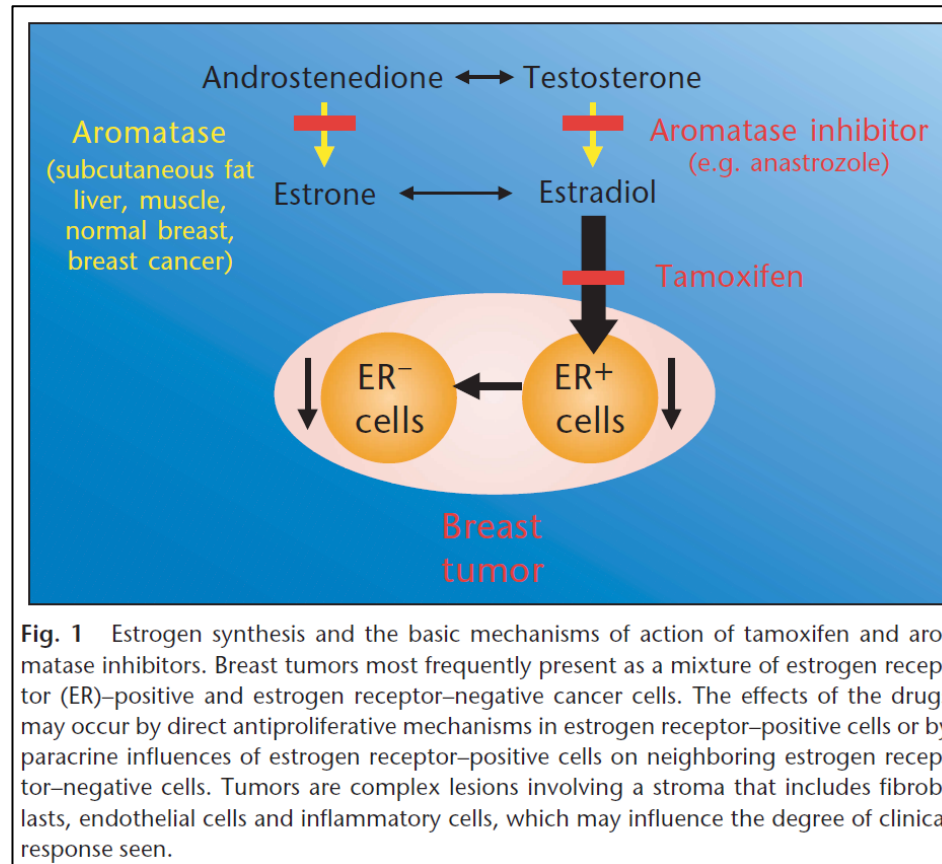 Androstenedione Testosterone
Aromatase
(subcutaneous fat
liver, muscle,
normal breast,
breast cancer)
Aromatase inhibitor
(e.g. anastrozole)
Estrone Estradiol
Tamoxifen
ER⁻
cells
ER⁺
cells
Breast
tumor
Fig. 1 Estrogen synthesis and the basic mechanisms of action of tamoxifen and aro-
matase inhibitors. Breast tumors most frequently present as a mixture of estrogen recep
tor (ER)–positive and estrogen receptor–negative cancer cells. The effects of the drug
may occur by direct antiproliferative mechanisms in estrogen receptor–positive cells or by
paracrine influences of estrogen receptor–positive cells on neighboring estrogen recep
tor–negative cells. Tumors are complex lesions involving a stroma that includes fibrob
lasts, endothelial cells and inflammatory cells, which may influence the degree of clinica
response seen.